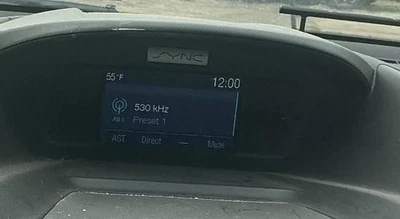 SYNC
55°F 12:00
530 kHz
AM 1 Preset 1
AST Direct — Mute